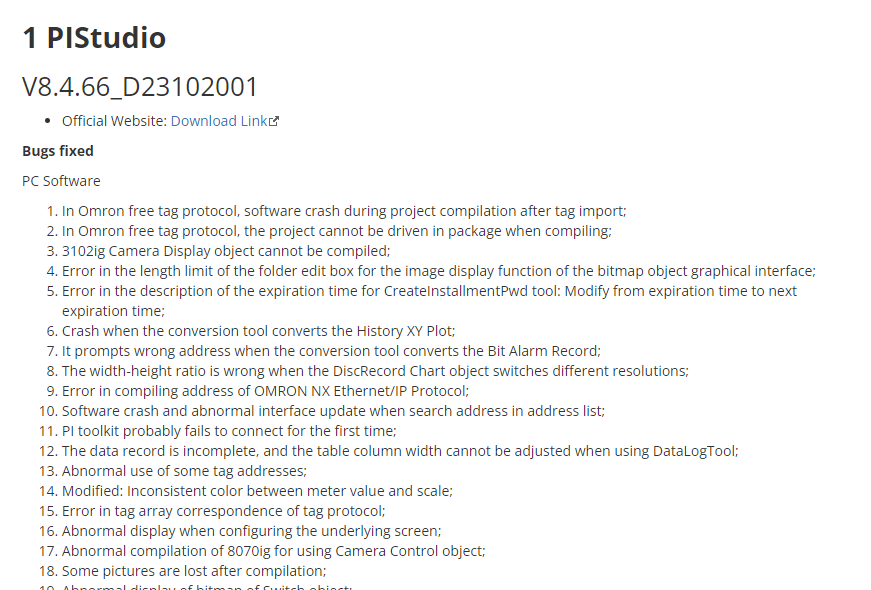 1 PIStudio
V8.4.66_D23102001
• Official Website: Download Link
Bugs fixed
PC Software
1. In Omron free tag protocol, software crash during project compilation after tag import;
2. In Omron free tag protocol, the project cannot be driven in package when compiling;
3. 3102ig Camera Display object cannot be compiled;
4. Error in the length limit of the folder edit box for the image display function of the bitmap object graphical interface;
5. Error in the description of the expiration time for CreateInstallmentPwd tool: Modify from expiration time to next
expiration time;
6. Crash when the conversion tool converts the History XY Plot;
7. It prompts wrong address when the conversion tool converts the Bit Alarm Record;
8. The width-height ratio is wrong when the DiscRecord Chart object switches different resolutions;
9. Error in compiling address of OMRON NX Ethernet/IP Protocol;
10. Software crash and abnormal interface update when search address in address list;
11. PI toolkit probably fails to connect for the first time;
12. The data record is incomplete, and the table column width cannot be adjusted when using DataLogTool;
13. Abnormal use of some tag addresses;
14. Modified: Inconsistent color between meter value and scale;
15. Error in tag array correspondence of tag protocol;
16. Abnormal display when configuring the underlying screen;
17. Abnormal compilation of 8070ig for using Camera Control object;
18. Some pictures are lost after compilation;
19. Abnormal display of bitmap of Switch object;